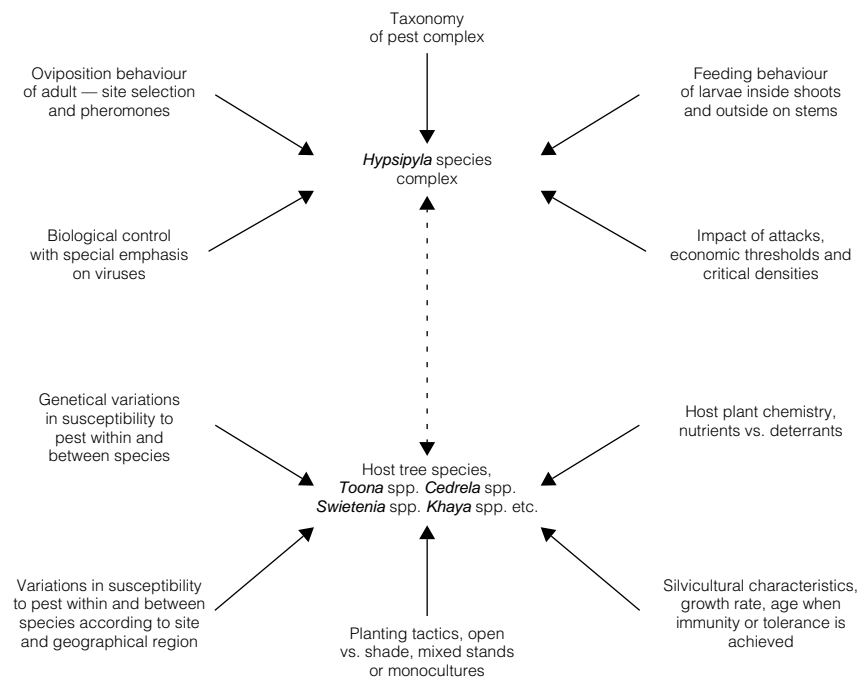 Taxonomy
of pest complex
Oviposition behaviour
of adult — site selection
and pheromones
Feeding behaviour
of larvae inside shoots
and outside on stems
Hypsipyla species
complex
Biological control
with special emphasis
on viruses
Impact of attacks,
economic thresholds and
critical densities
Genetical variations
in susceptibility to
pest within and
between species
Host plant chemistry,
nutrients vs. deterrants
Host tree species,
Toona spp. Cedrela spp.
Swietenia spp. Khaya spp. etc.
Variations in susceptibility
to pest within and between
species according to site
and geographical region
Planting tactics, open
vs. shade, mixed stands
or monocultures
Silvicultural characteristics,
growth rate, age when
immunity or tolerance is
achieved